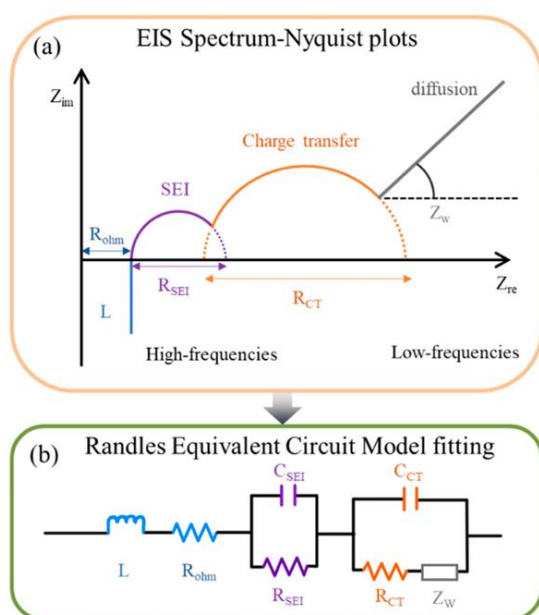 (a)
EIS Spectrum-Nyquist plots
Zim
diffusion
Charge transfer
SEI
ZW
Rohm
RSEI
RCT
Zre
L
High-frequencies
Low-frequencies
(b)
Randles Equivalent Circuit Model fitting
CSEI
CCT
L
Rohm
RSEI
RCT
ZW